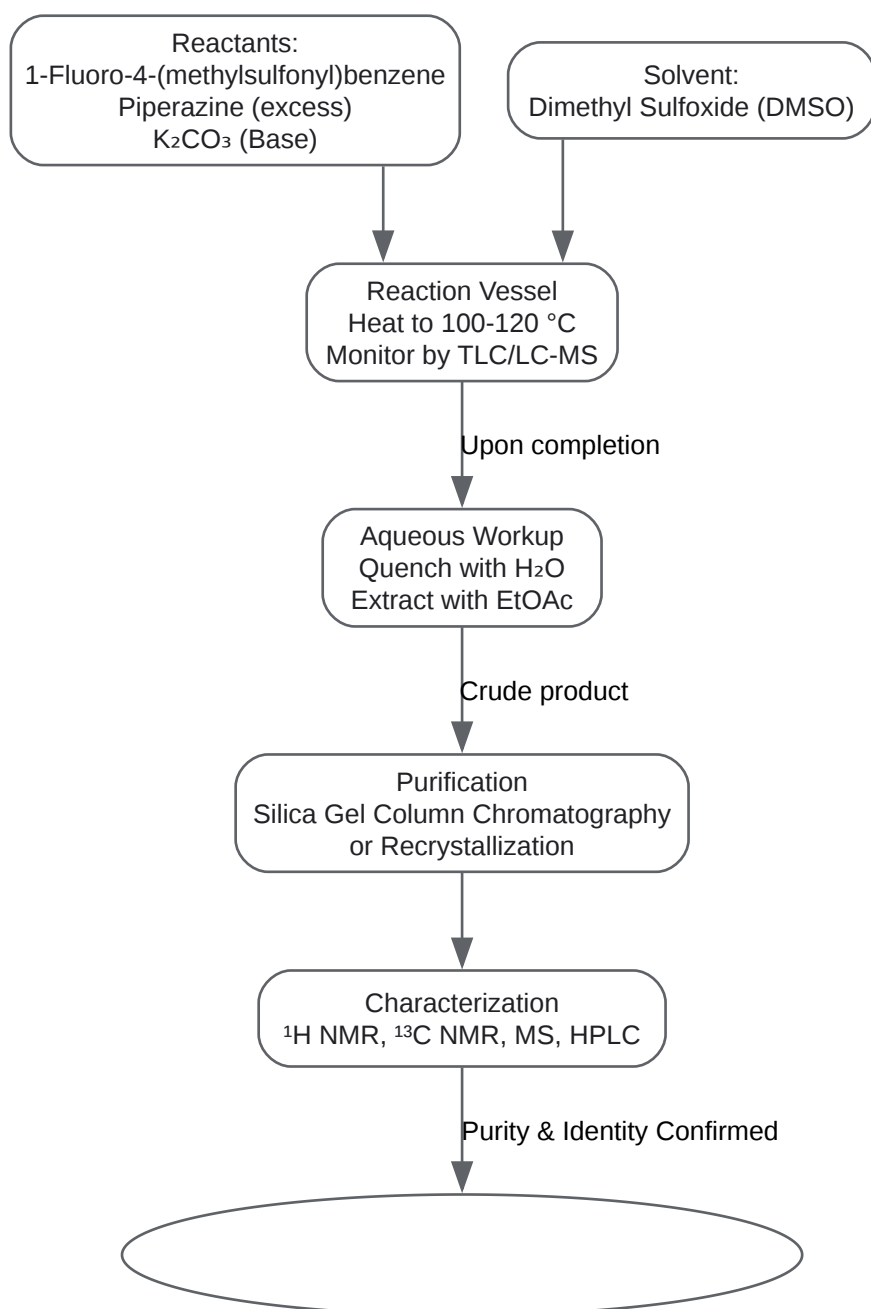 Reactants:
1-Fluoro-4-(methylsulfonyl)benzene
Piperazine (excess)
K₂CO₃ (Base)
Solvent:
Dimethyl Sulfoxide (DMSO)
Reaction Vessel
Heat to 100-120 °C
Monitor by TLC/LC-MS
Upon completion
Aqueous Workup
Quench with H₂O
Extract with EtOAc
Crude product
Purification
Silica Gel Column Chromatography
or Recrystallization
Characterization
¹H NMR, ¹³C NMR, MS, HPLC
Purity & Identity Confirmed